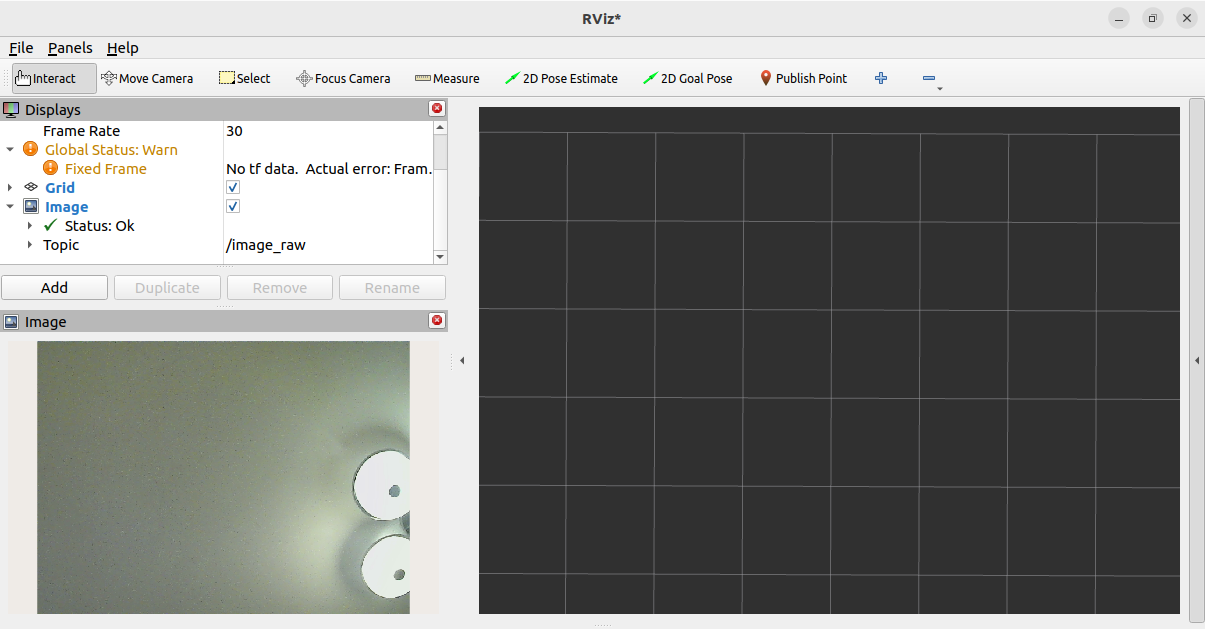 RViz*
File Panels Help
Interact Move Camera Select Focus Camera Measure 2D Pose Estimate 2D Goal Pose Publish Point
Displays
Frame Rate 30
Global Status: Warn
Fixed Frame No tf data.  Actual error: Fram.
Grid
Image
Status: Ok
Topic /image_raw
Add Duplicate Remove Rename
Image